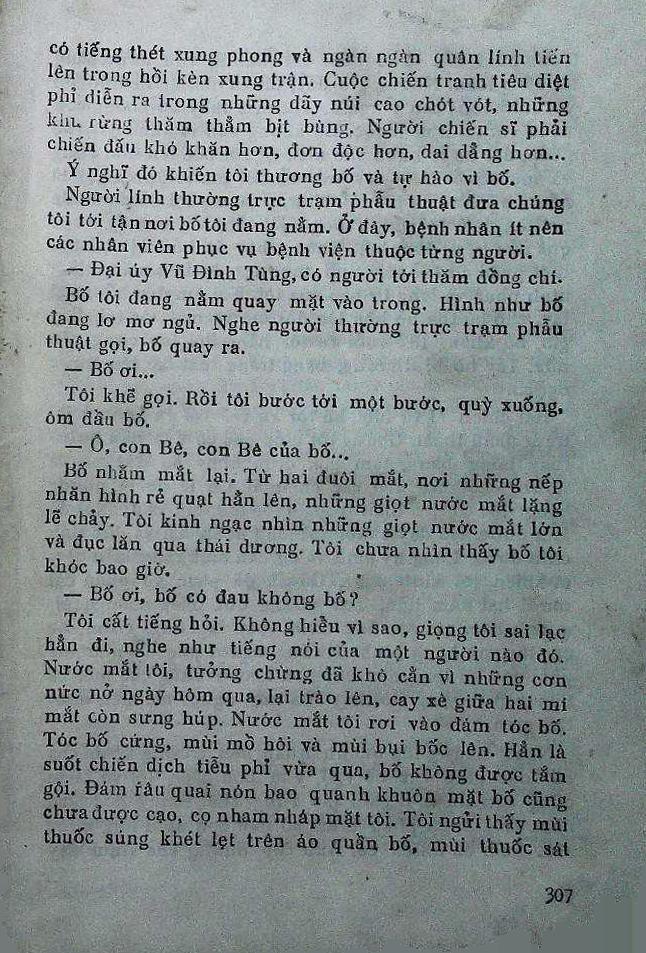 có tiếng thét xung phong và ngàn ngàn quân lính tiến
lên trong hồi kèn xung trận. Cuộc chiến tranh tiêu diệt
phỉ diễn ra trong những dãy núi cao chót vót, những
khu rừng thăm thẳm bịt bùng. Người chiến sĩ phải
chiến đấu khó khăn hơn, đơn độc hơn, dai dẳng hơn...
Ý nghĩ đó khiến tôi thương bố và tự hào vì bố.
Người lính thường trực trạm phẫu thuật đưa chúng
tôi tới tận nơi bố tôi đang nằm. Ở đây, bệnh nhân ít nên
các nhân viên phục vụ bệnh viện thuộc từng người.
— Đại úy Vũ Đình Tùng, có người tới thăm đồng chí.
Bố tôi đang nằm quay mặt vào trong. Hình như bố
đang lơ mơ ngủ. Nghe người thường trực trạm phẫu
thuật gọi, bố quay ra.
— Bố ơi...
Tôi khẽ gọi. Rồi tôi bước tới một bước, quỳ xuống,
ôm đầu bố.
— Ô, con Bê, con Bê của bố...
Bố nhắm mắt lại. Từ hai đuôi mắt, nơi những nếp
nhăn hình rẻ quạt hằn lên, những giọt nước mắt lặng
lẽ chảy. Tôi kinh ngạc nhìn những giọt nước mắt lớn
và đục lăn qua thái dương. Tôi chưa nhìn thấy bố tôi
khóc bao giờ.
— Bố ơi, bố có đau không bố?
Tôi cất tiếng hỏi. Không hiểu vì sao, giọng tôi sai lạc
hẳn đi, nghe như tiếng nói của một người nào đó.
Nước mắt tôi, tưởng chừng đã khô cằn vì những cơn
nức nở ngày hôm qua, lại trào lên, cay xè giữa hai mi
mắt còn sưng húp. Nước mắt tôi rơi vào đám tóc bố.
Tóc bố cứng, mùi mồ hôi và mùi bụi bốc lên. Hẳn là
suốt chiến dịch tiễu phỉ vừa qua, bố không được tắm
gội. Đám râu quai nón bao quanh khuôn mặt bố cũng
chưa được cạo, cọ nham nháp mặt tôi. Tôi ngửi thấy mùi
thuốc súng khét lẹt trên áo quần bố, mùi thuốc sát
307